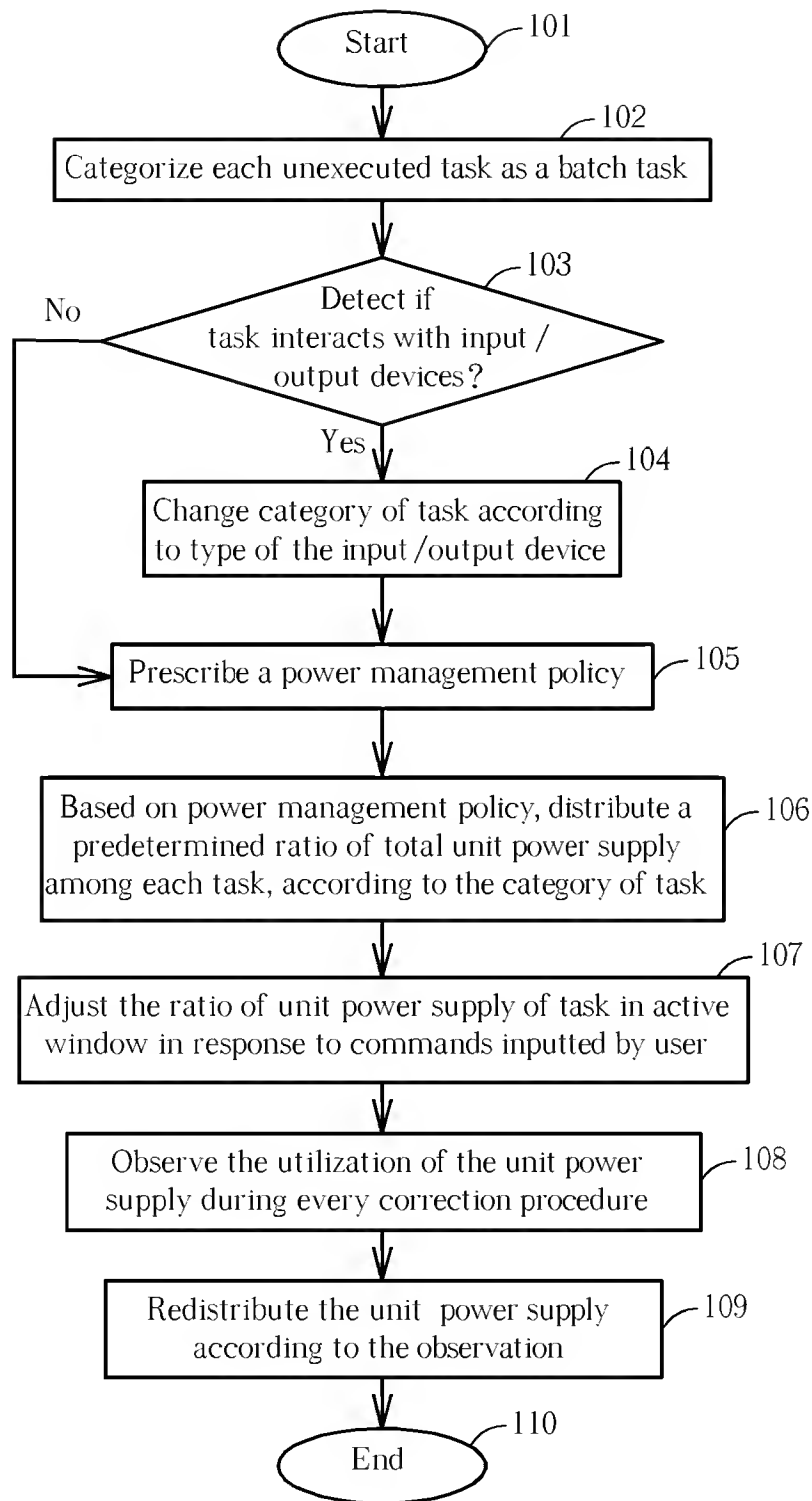 Start
101
102
Categorize each unexecuted task as a batch task
103
No
Detect if
task interacts with input /
output devices?
Yes
104
Change category of task according
to type of the input /output device
Prescribe a power management policy
105
Based on power management policy, distribute a
predetermined ratio of total unit power supply
among each task, according to the category of task
106
107
Adjust the ratio of unit power supply of task in active
window in response to commands inputted by user
Observe the utilization of the unit power
supply during every correction procedure
108
Redistribute the unit power supply
according to the observation
109
End
110